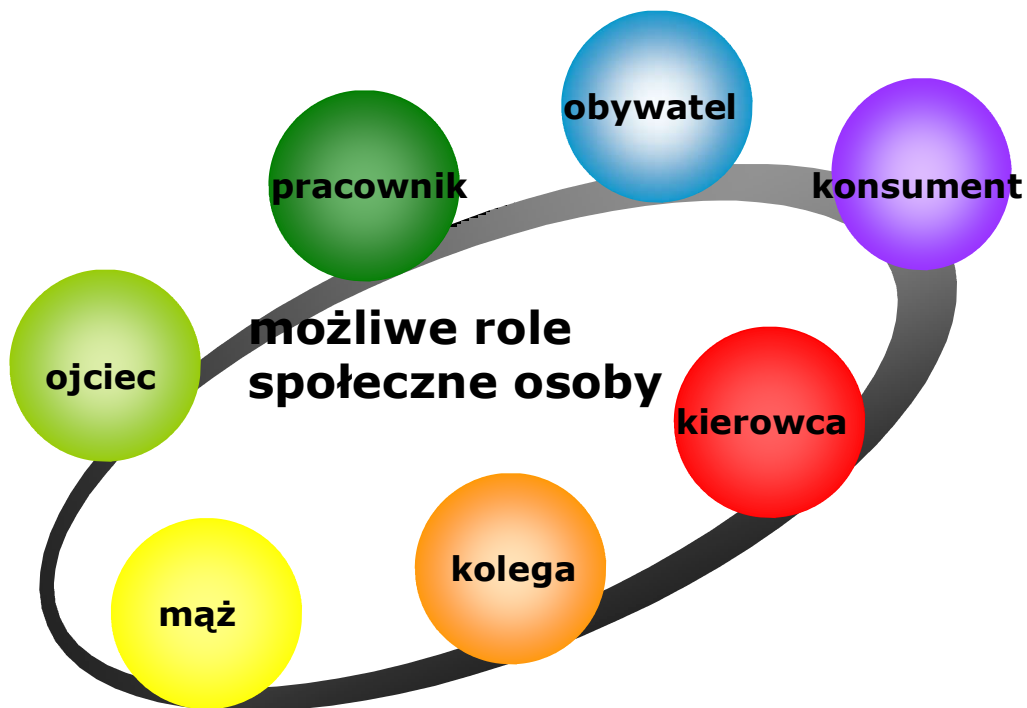 obywatel
konsument
pracownik
możliwe role
społeczne osoby
ojciec
kierowca
kolega
mąż